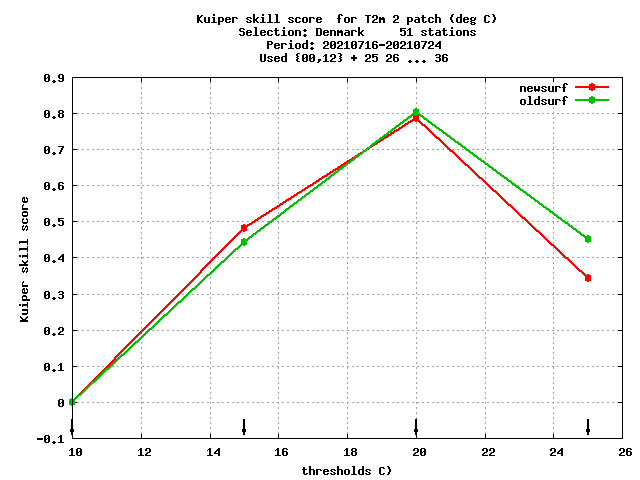 Kuiper skill score  for T2m 2 patch (deg C)
Selection: Denmark     51 stations
Period: 20210716-20210724
Used {00,12} + 25 26 ... 36
newsurf
oldsurf
Kuiper skill score
0.9
0.8
0.7
0.6
0.5
0.4
0.3
0.2
0.1
0
-0.1
10 12 14 16 18 20 22 24 26
thresholds C)